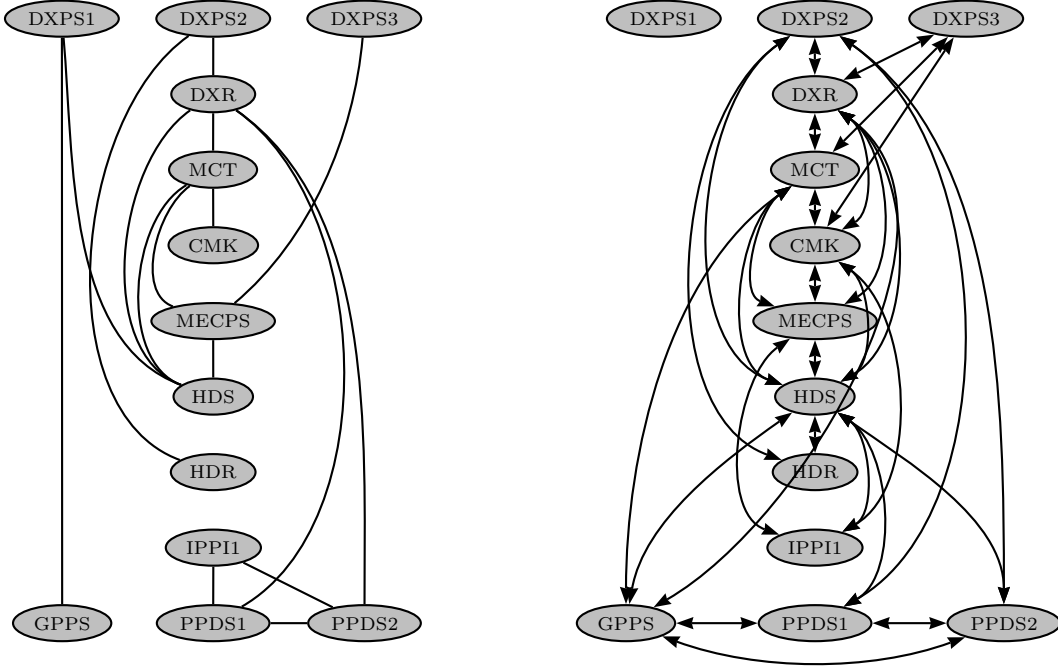 DXPS1 DXPS2 DXPS3
DXR
MCT
CMK
MECPS
HDS
HDR
IPPI1
GPPS PPDS1 PPDS2
DXPS1 DXPS2 DXPS3
DXR
MCT
CMK
MECPS
HDS
HDR
IPPI1
GPPS PPDS1 PPDS2